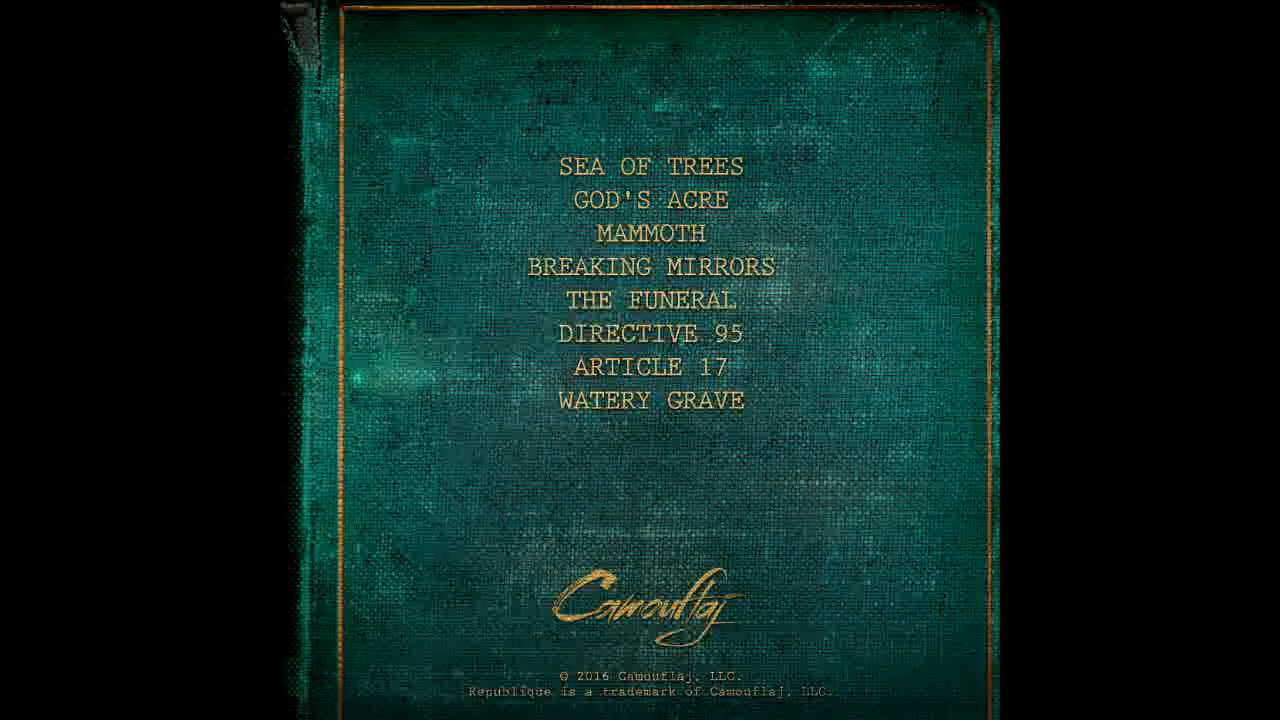 SEA OF TREES
GOD'S ACRE
MAMMOTH
BREAKING MIRRORS
THE FUNERAL
DIRECTIVE 95
ARTICLE 17
WATERY GRAVE
Camouflaj
© 2016 Camouflaj, LLC.
Republique is a trademark of Camouflaj, LLC.